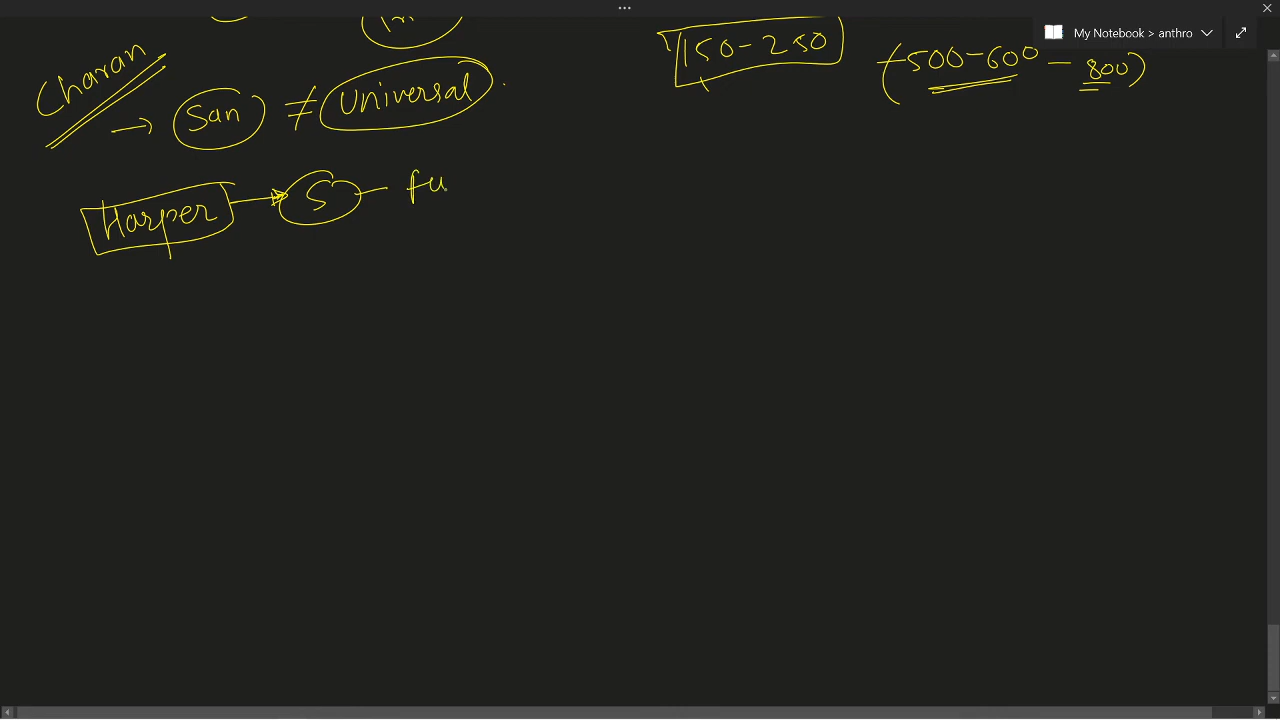 My Notebook > anthro
150-250
(-500-600-800)
Charan
→ San ≠ Universal
Harper → S - fu